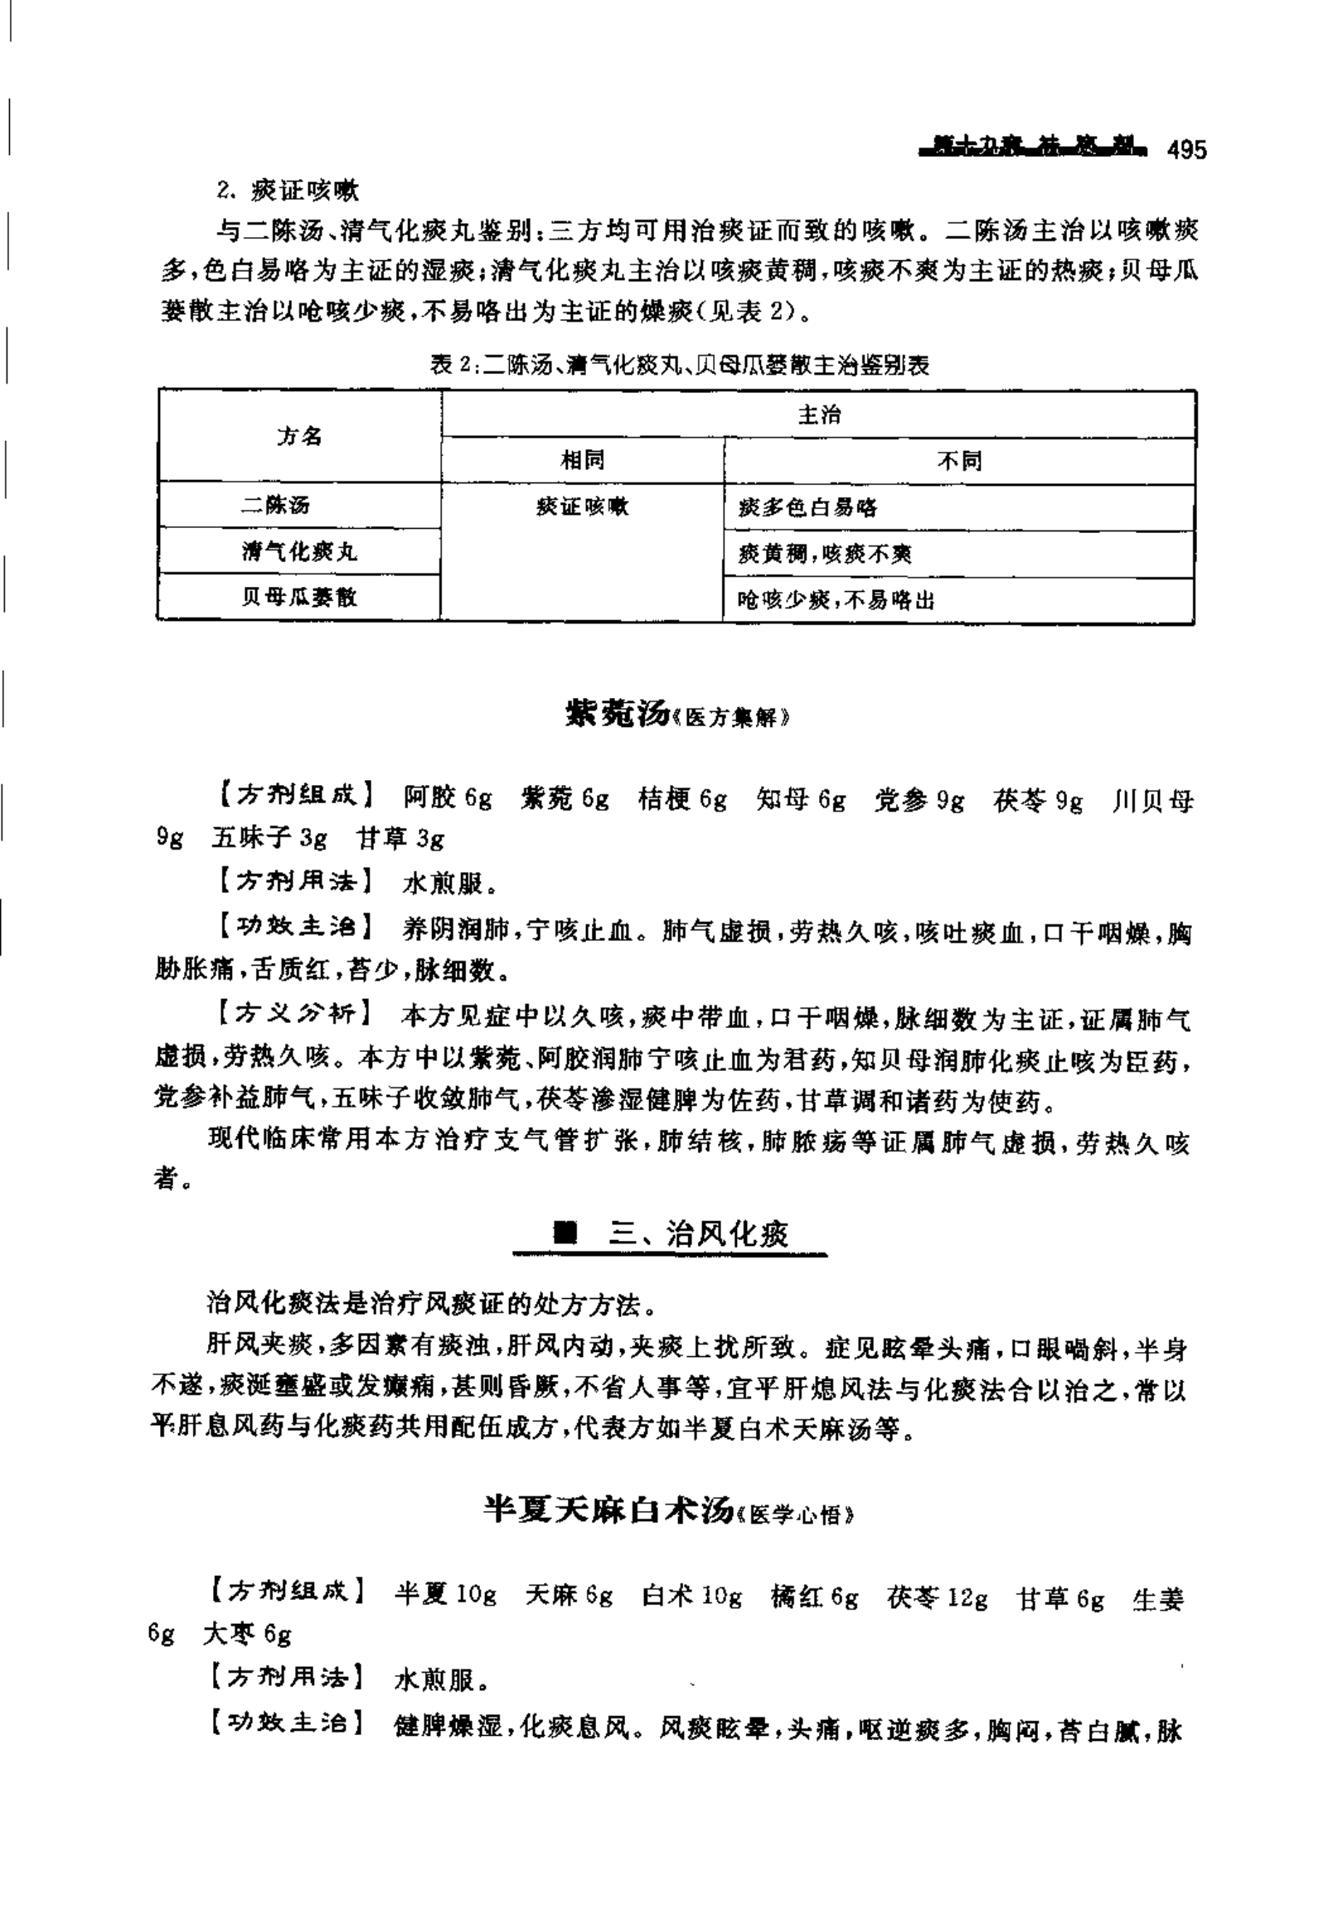 第十九章 祛 痰 剂 495
2. 痰证咳嗽
与二陈汤、清气化痰丸鉴别：三方均可用治痰证而致的咳嗽。二陈汤主治以咳嗽痰
多，色白易咯为主证的湿痰；清气化痰丸主治以咳痰黄稠，咳痰不爽为主证的热痰；贝母瓜
蒌散主治以呛咳少痰，不易咯出为主证的燥痰（见表 2）。
表 2：二陈汤、清气化痰丸、贝母瓜蒌散主治鉴别表
方名 主治
相同 不同
二陈汤 痰证咳嗽 痰多色白易咯
清气化痰丸 痰黄稠，咳痰不爽
贝母瓜蒌散 呛咳少痰，不易咯出
紫菀汤《医方集解》
【方剂组成】 阿胶 6g 紫菀 6g 桔梗 6g 知母 6g 党参 9g 茯苓 9g 川贝母
9g 五味子 3g 甘草 3g
【方剂用法】 水煎服。
【功效主治】 养阴润肺，宁咳止血。肺气虚损，劳热久咳，咳吐痰血，口干咽燥，胸
胁胀痛，舌质红，苔少，脉细数。
【方义分析】 本方见症中以久咳，痰中带血，口干咽燥，脉细数为主证，证属肺气
虚损，劳热久咳。本方中以紫菀、阿胶润肺宁咳止血为君药，知贝母润肺化痰止咳为臣药，
党参补益肺气，五味子收敛肺气，茯苓渗湿健脾为佐药，甘草调和诸药为使药。
现代临床常用本方治疗支气管扩张，肺结核，肺脓疡等证属肺气虚损，劳热久咳
者。
■ 三、治风化痰
治风化痰法是治疗风痰证的处方方法。
肝风夹痰，多因素有痰浊，肝风内动，夹痰上扰所致。症见眩晕头痛，口眼喎斜，半身
不遂，痰涎壅盛或发癫痫，甚则昏厥，不省人事等，宜平肝熄风法与化痰法合以治之，常以
平肝息风药与化痰药共用配伍成方，代表方如半夏白术天麻汤等。
半夏天麻白术汤《医学心悟》
【方剂组成】 半夏 10g 天麻 6g 白术 10g 橘红 6g 茯苓 12g 甘草 6g 生姜
6g 大枣 6g
【方剂用法】 水煎服。
【功效主治】 健脾燥湿，化痰息风。风痰眩晕，头痛，呕逆痰多，胸闷，苔白腻，脉